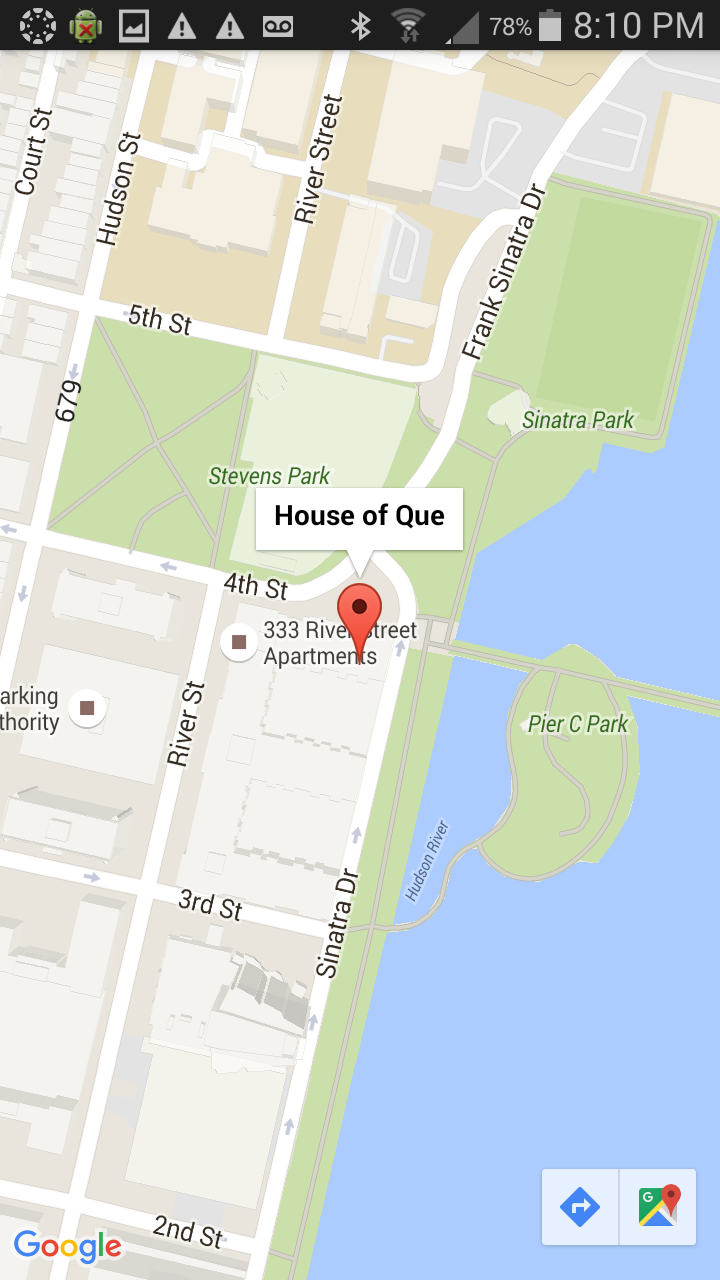 78% 8:10 PM
Court St
Hudson St
River Street
Frank Sinatra Dr
5th St
679
Sinatra Park
Stevens Park
House of Que
4th St
333 River Street
Apartments
arking
thority
River St
Pier C Park
Hudson River
3rd St
Sinatra Dr
2nd St
Google
G